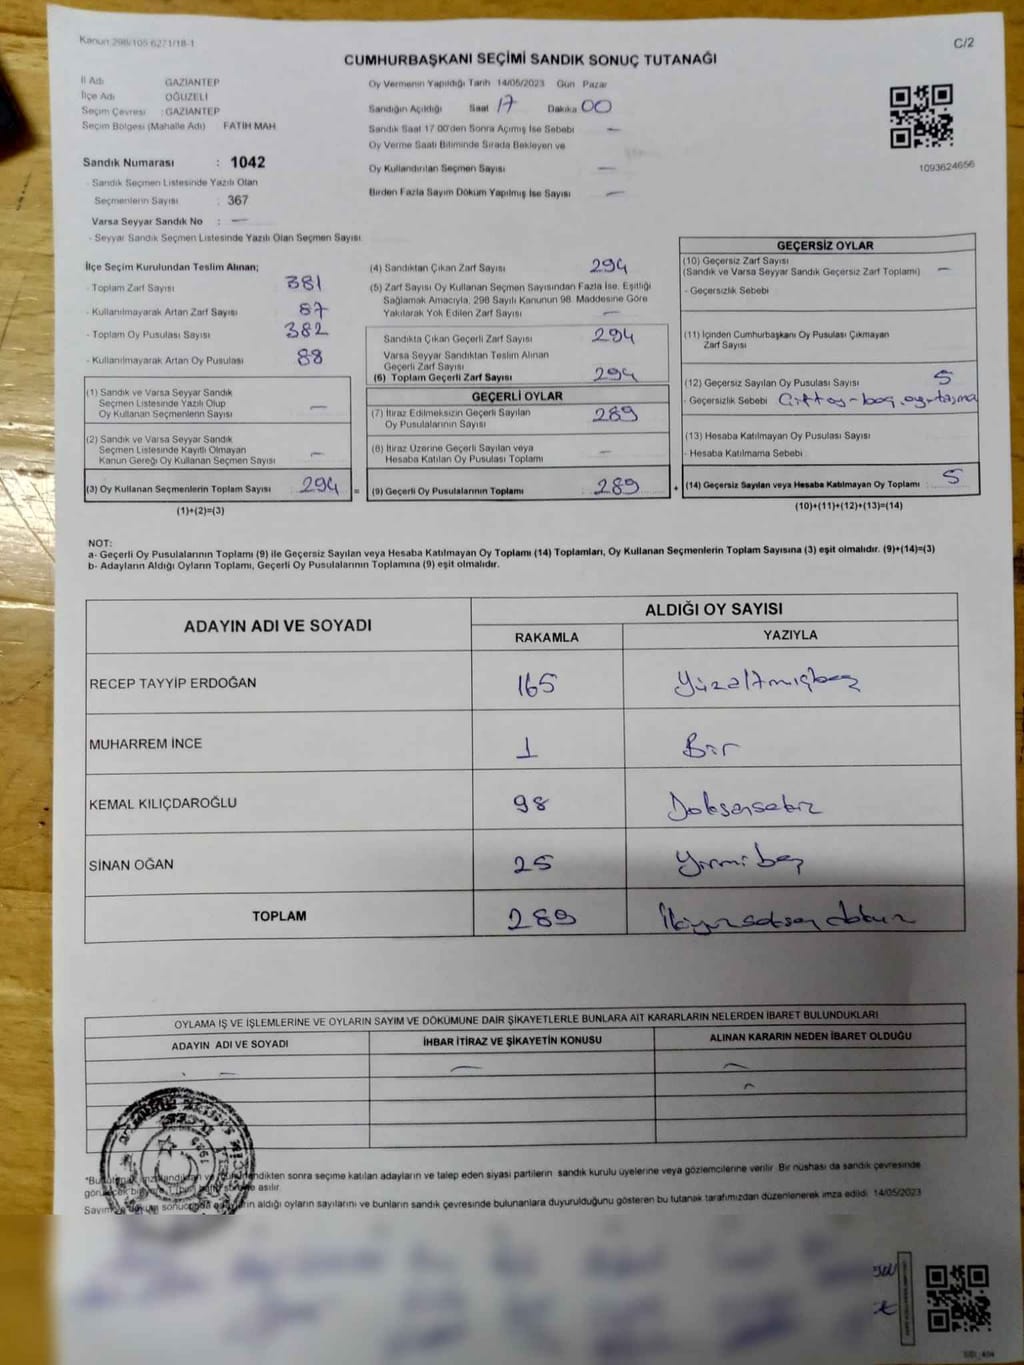 Kanun 298/105 6271/18-1
C/2
CUMHURBAŞKANI SEÇİMİ SANDIK SONUÇ TUTANAĞI
İl Adı GAZİANTEP
İlçe Adı OĞUZELİ
Seçim Çevresi : GAZİANTEP
Seçim Bölgesi (Mahalle Adı) FATİH MAH
Sandık Numarası : 1042
- Sandık Seçmen Listesinde Yazılı Olan
Seçmenlerin Sayısı : 367
Varsa Seyyar Sandık No : —
- Seyyar Sandık Seçmen Listesinde Yazılı Olan Seçmen Sayısı
Oy Vermenin Yapıldığı Tarih 14/05/2023 Gün Pazar
Sandığın Açıldığı Saat 17 Dakika 00
Sandık Saat 17 00'den Sonra Açımış İse Sebebi —
Oy Verme Saati Bitiminde Sırada Bekleyen ve
Oy Kullandırılan Seçmen Sayısı —
Birden Fazla Sayım Döküm Yapılmış İse Sayısı —
1093624656
İlçe Seçim Kurulundan Teslim Alınan;
- Toplam Zarf Sayısı 381
- Kullanılmayarak Artan Zarf Sayısı 87
- Toplam Oy Pusulası Sayısı 382
- Kullanılmayarak Artan Oy Pusulası 88
(1) Sandık ve Varsa Seyyar Sandık
Seçmen Listesinde Yazılı Olup
Oy Kullanan Seçmenlerin Sayısı —
(2) Sandık ve Varsa Seyyar Sandık
Seçmen Listesinde Kayıtlı Olmayan
Kanun Gereği Oy Kullanan Seçmen Sayısı —
(3) Oy Kullanan Seçmenlerin Toplam Sayısı 294 =
(1)+(2)=(3)
(4) Sandıktan Çıkan Zarf Sayısı 294
(5) Zarf Sayısı Oy Kullanan Seçmen Sayısından Fazla İse, Eşitliği
Sağlamak Amacıyla, 298 Sayılı Kanunun 98. Maddesine Göre
Yakılarak Yok Edilen Zarf Sayısı —
Sandıkta Çıkan Geçerli Zarf Sayısı 294
Varsa Seyyar Sandıktan Teslim Alınan
Geçerli Zarf Sayısı
(6) Toplam Geçerli Zarf Sayısı 294
GEÇERLİ OYLAR
(7) İtiraz Edilmeksizin Geçerli Sayılan
Oy Pusulalarının Sayısı 289
(8) İtiraz Üzerine Geçerli Sayılan veya
Hesaba Katılan Oy Pusulası Toplamı —
(9) Geçerli Oy Pusulalarının Toplamı 289 +
GEÇERSİZ OYLAR
(10) Geçersiz Zarf Sayısı
(Sandık ve Varsa Seyyar Sandık Geçersiz Zarf Toplamı) —
- Geçersizlik Sebebi
(11) İçinden Cumhurbaşkanı Oy Pusulası Çıkmayan
Zarf Sayısı
(12) Geçersiz Sayılan Oy Pusulası Sayısı 5
- Geçersizlik Sebebi
(13) Hesaba Katılmayan Oy Pusulası Sayısı
- Hesaba Katılmama Sebebi
(14) Geçersiz Sayılan veya Hesaba Katılmayan Oy Toplamı 5
(10)+(11)+(12)+(13)=(14)
NOT:
a- Geçerli Oy Pusulalarının Toplamı (9) ile Geçersiz Sayılan veya Hesaba Katılmayan Oy Toplamı (14) Toplamları, Oy Kullanan Seçmenlerin Toplam Sayısına (3) eşit olmalıdır. (9)+(14)=(3)
b- Adayların Aldığı Oyların Toplamı, Geçerli Oy Pusulalarının Toplamına (9) eşit olmalıdır.
ADAYIN ADI VE SOYADI
ALDIĞI OY SAYISI
RAKAMLA YAZIYLA
RECEP TAYYİP ERDOĞAN 165 Yüzaltmışbeş
MUHARREM İNCE 1 Bir
KEMAL KILIÇDAROĞLU 98 Doksansekiz
SİNAN OĞAN 25 Yirmibeş
TOPLAM 289 İkiyüzseksendokuz
OYLAMA İŞ VE İŞLEMLERİNE VE OYLARIN SAYIM VE DÖKÜMÜNE DAİR ŞİKAYETLERLE BUNLARA AİT KARARLARIN NELERDEN İBARET BULUNDUKLARI
ADAYIN ADI VE SOYADI İHBAR İTİRAZ VE ŞİKAYETİN KONUSU ALINAN KARARIN NEDEN İBARET OLDUĞU
sonra seçime katılan adayların ve talep eden siyasi partilerin sandık kurulu üyelerine veya gözlemcilerine verilir. Bir nüshası da sandık çevresinde
asılır.
aldığı oyların sayılarını ve bunların sandık çevresinde bulunanlara duyurulduğunu gösteren bu tutanak tarafımızdan düzenlenerek imza edildi. 14/05/2023